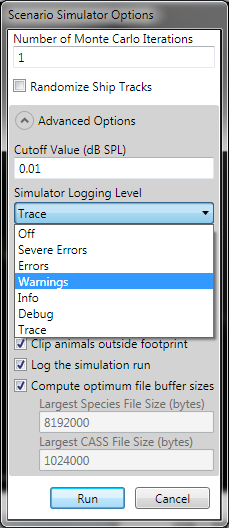 Scenario Simulator Options
Number of Monte Carlo Iterations
1
Randomize Ship Tracks
Advanced Options
Cutoff Value (dB SPL)
0.01
Simulator Logging Level
Trace
Off
Severe Errors
Errors
Warnings
Info
Debug
Trace
Clip animals outside footprint
Log the simulation run
Compute optimum file buffer sizes
Largest Species File Size (bytes)
8192000
Largest CASS File Size (bytes)
1024000
Run
Cancel